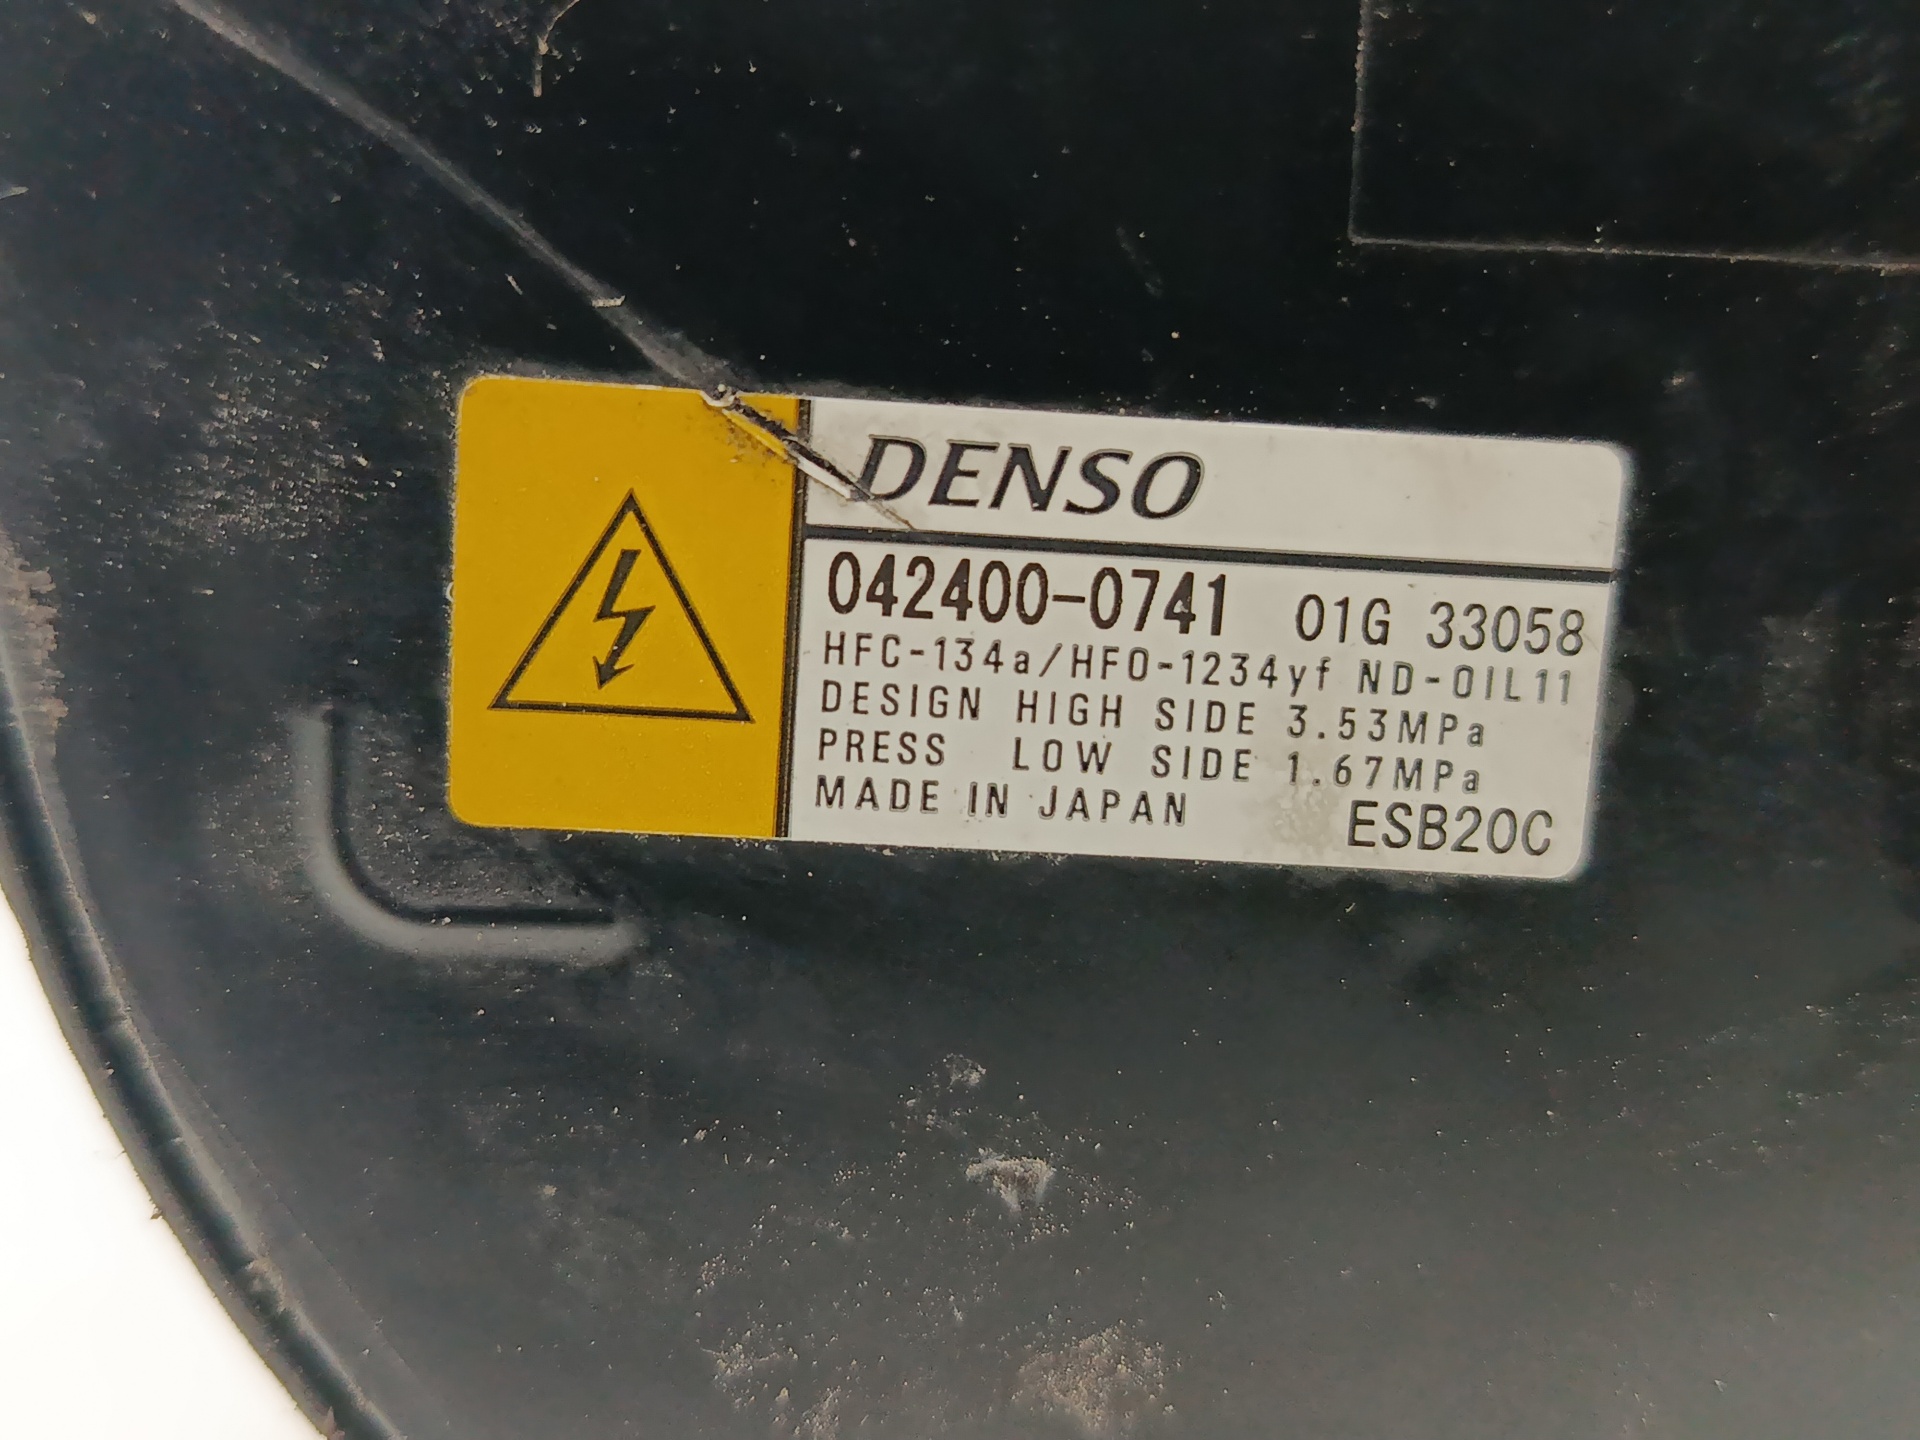 DENSO
042400-0741 01G 33058
HFC-134a/HFO-1234yf ND-OIL11
DESIGN HIGH SIDE 3.53MPa
PRESS LOW SIDE 1.67MPa
MADE IN JAPAN ESB20C